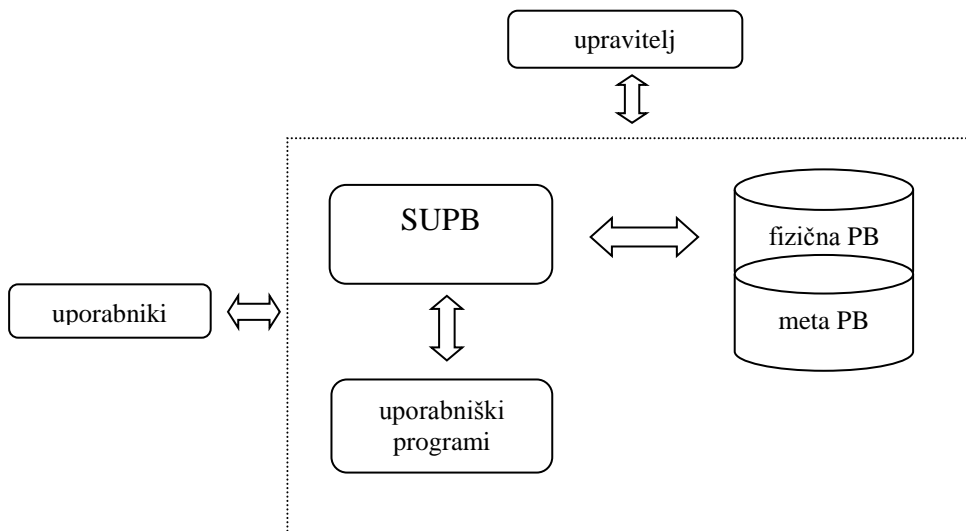 upravitelj
SUPB
fizična PB
uporabniki
meta PB
uporabniški
programi